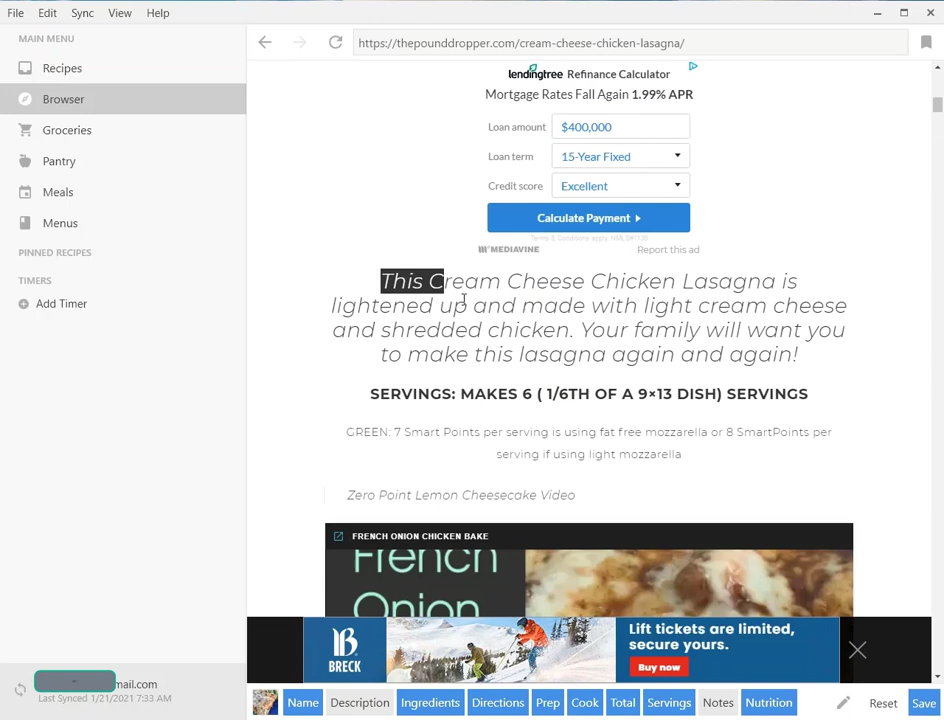 File Edit Sync View Help
MAIN MENU
Recipes
Browser
Groceries
Pantry
Meals
Menus
PINNED RECIPES
TIMERS
Add Timer
mail.com
Last Synced 1/21/2021 7:33 AM
https://thepounddropper.com/cream-cheese-chicken-lasagna/
lendingtree Refinance Calculator
Mortgage Rates Fall Again 1.99% APR
Loan amount $400,000
Loan term 15-Year Fixed
Credit score Excellent
Calculate Payment
Terms & Conditions apply. NMLS#1136
MEDIAVINE Report this ad
This Cream Cheese Chicken Lasagna is
lightened up and made with light cream cheese
and shredded chicken. Your family will want you
to make this lasagna again and again!
SERVINGS: MAKES 6 ( 1/6TH OF A 9×13 DISH) SERVINGS
GREEN: 7 Smart Points per serving is using fat free mozzarella or 8 SmartPoints per
serving if using light mozzarella
Zero Point Lemon Cheesecake Video
FRENCH ONION CHICKEN BAKE
French
Onion
BRECK
Lift tickets are limited,
secure yours.
Buy now
Name Description Ingredients Directions Prep Cook Total Servings Notes Nutrition Reset Save